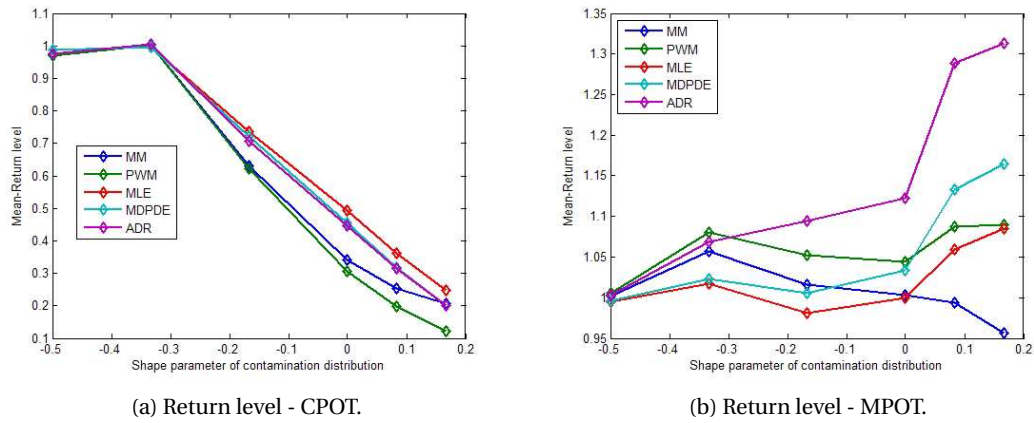 1.1
1
0.9
0.8
0.7
0.6
0.5
0.4
0.3
0.2
0.1
Mean-Return level
MM
PWM
MLE
MDPDE
ADR
-0.5 -0.4 -0.3 -0.2 -0.1 0 0.1 0.2
Shape parameter of contamination distribution
(a) Return level - CPOT.
1.35
1.3
1.25
1.2
1.15
1.1
1.05
1
0.95
Mean-Return level
MM
PWM
MLE
MDPDE
ADR
-0.5 -0.4 -0.3 -0.2 -0.1 0 0.1 0.2
Shape parameter of contamination distribution
(b) Return level - MPOT.